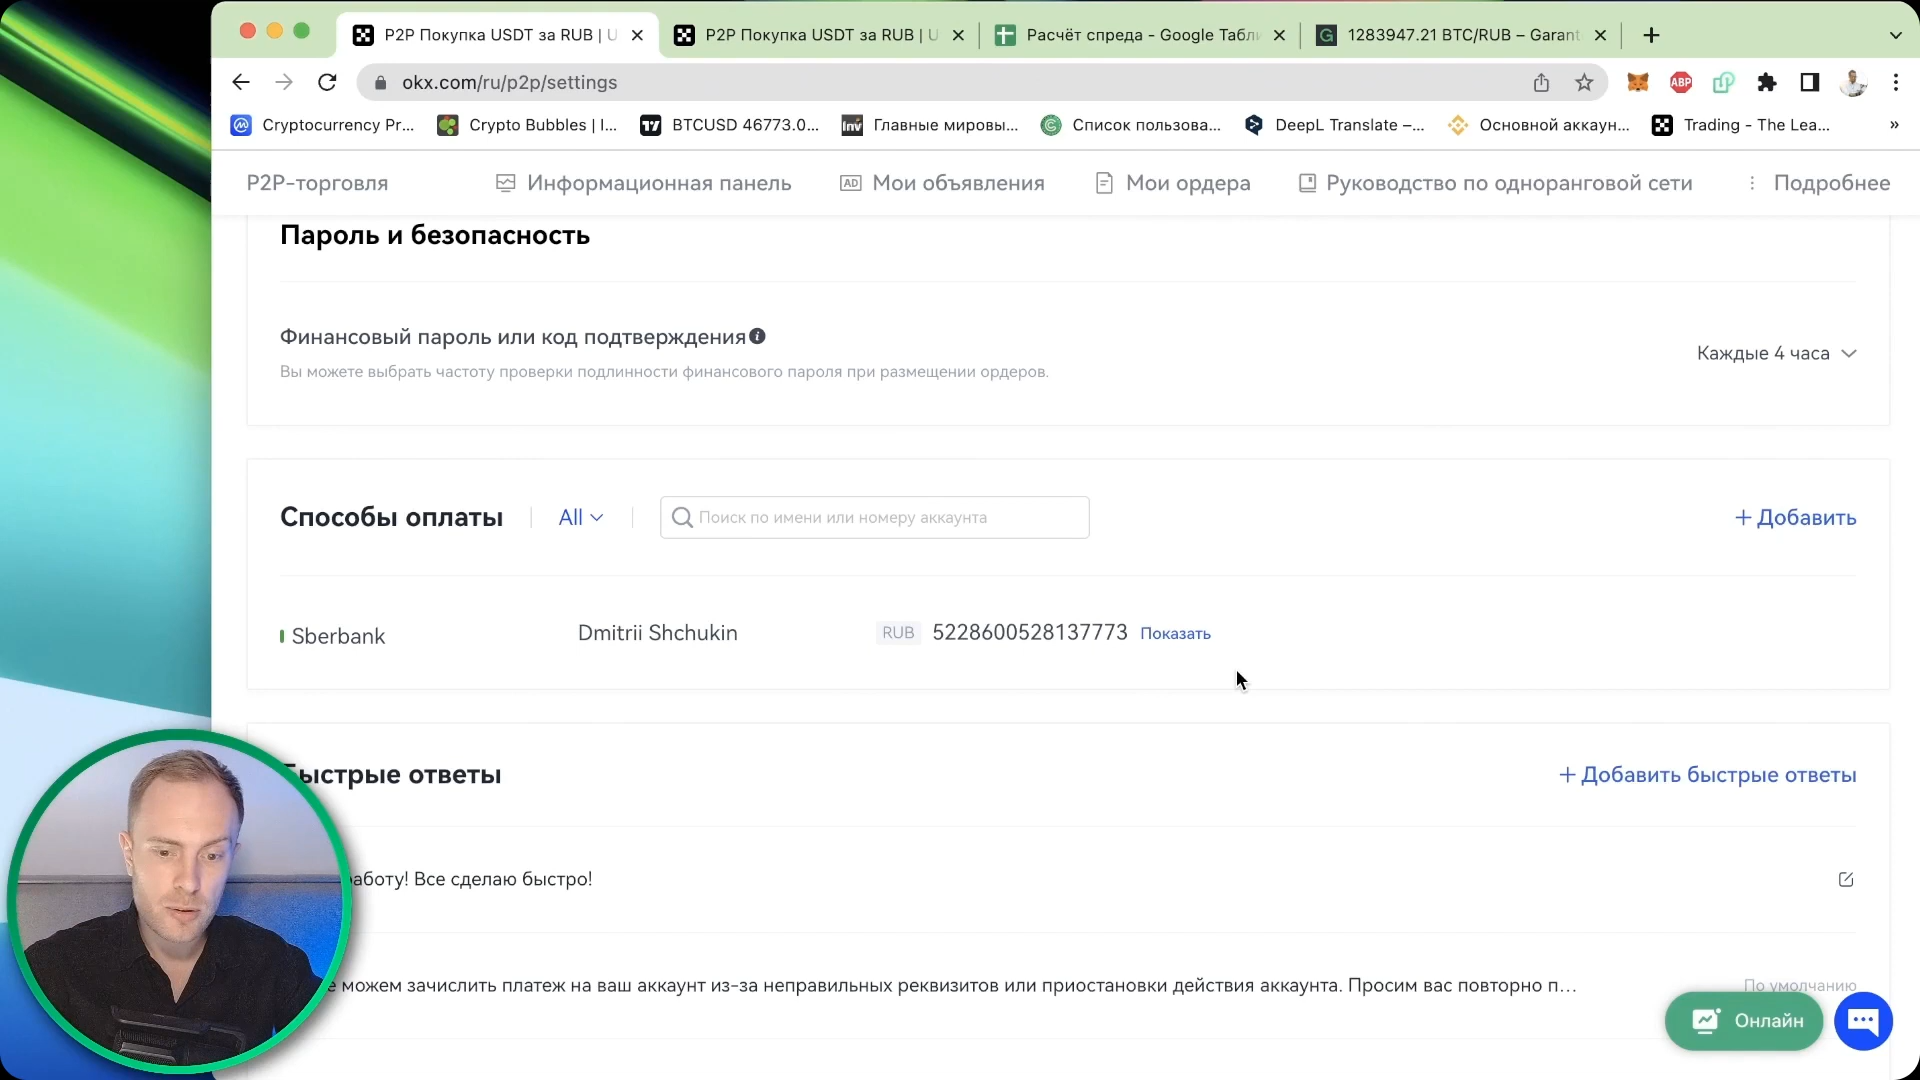 P2P Покупка USDT за RUB | U
P2P Покупка USDT за RUB | U
Расчёт спреда - Google Табли
1283947.21 BTC/RUB – Garant
okx.com/ru/p2p/settings
ABP
Cryptocurrency Pr...
Crypto Bubbles | I...
BTCUSD 46773.0...
Inv
Главные мировы...
Список пользова...
DeepL Translate –...
Основной аккаун...
Trading - The Lea...
»
P2P-торговля
Информационная панель
AD
Мои объявления
Мои ордера
Руководство по одноранговой сети
Подробнее
Пароль и безопасность
Финансовый пароль или код подтверждения
Вы можете выбрать частоту проверки подлинности финансового пароля при размещении ордеров.
Каждые 4 часа
Способы оплаты
All
Поиск по имени или номеру аккаунта
+ Добавить
Sberbank
Dmitrii Shchukin
RUB 5228600528137773 Показать
Быстрые ответы
+ Добавить быстрые ответы
работу! Все сделаю быстро!
е можем зачислить платеж на ваш аккаунт из-за неправильных реквизитов или приостановки действия аккаунта. Просим вас повторно п...
По умолчанию
Онлайн